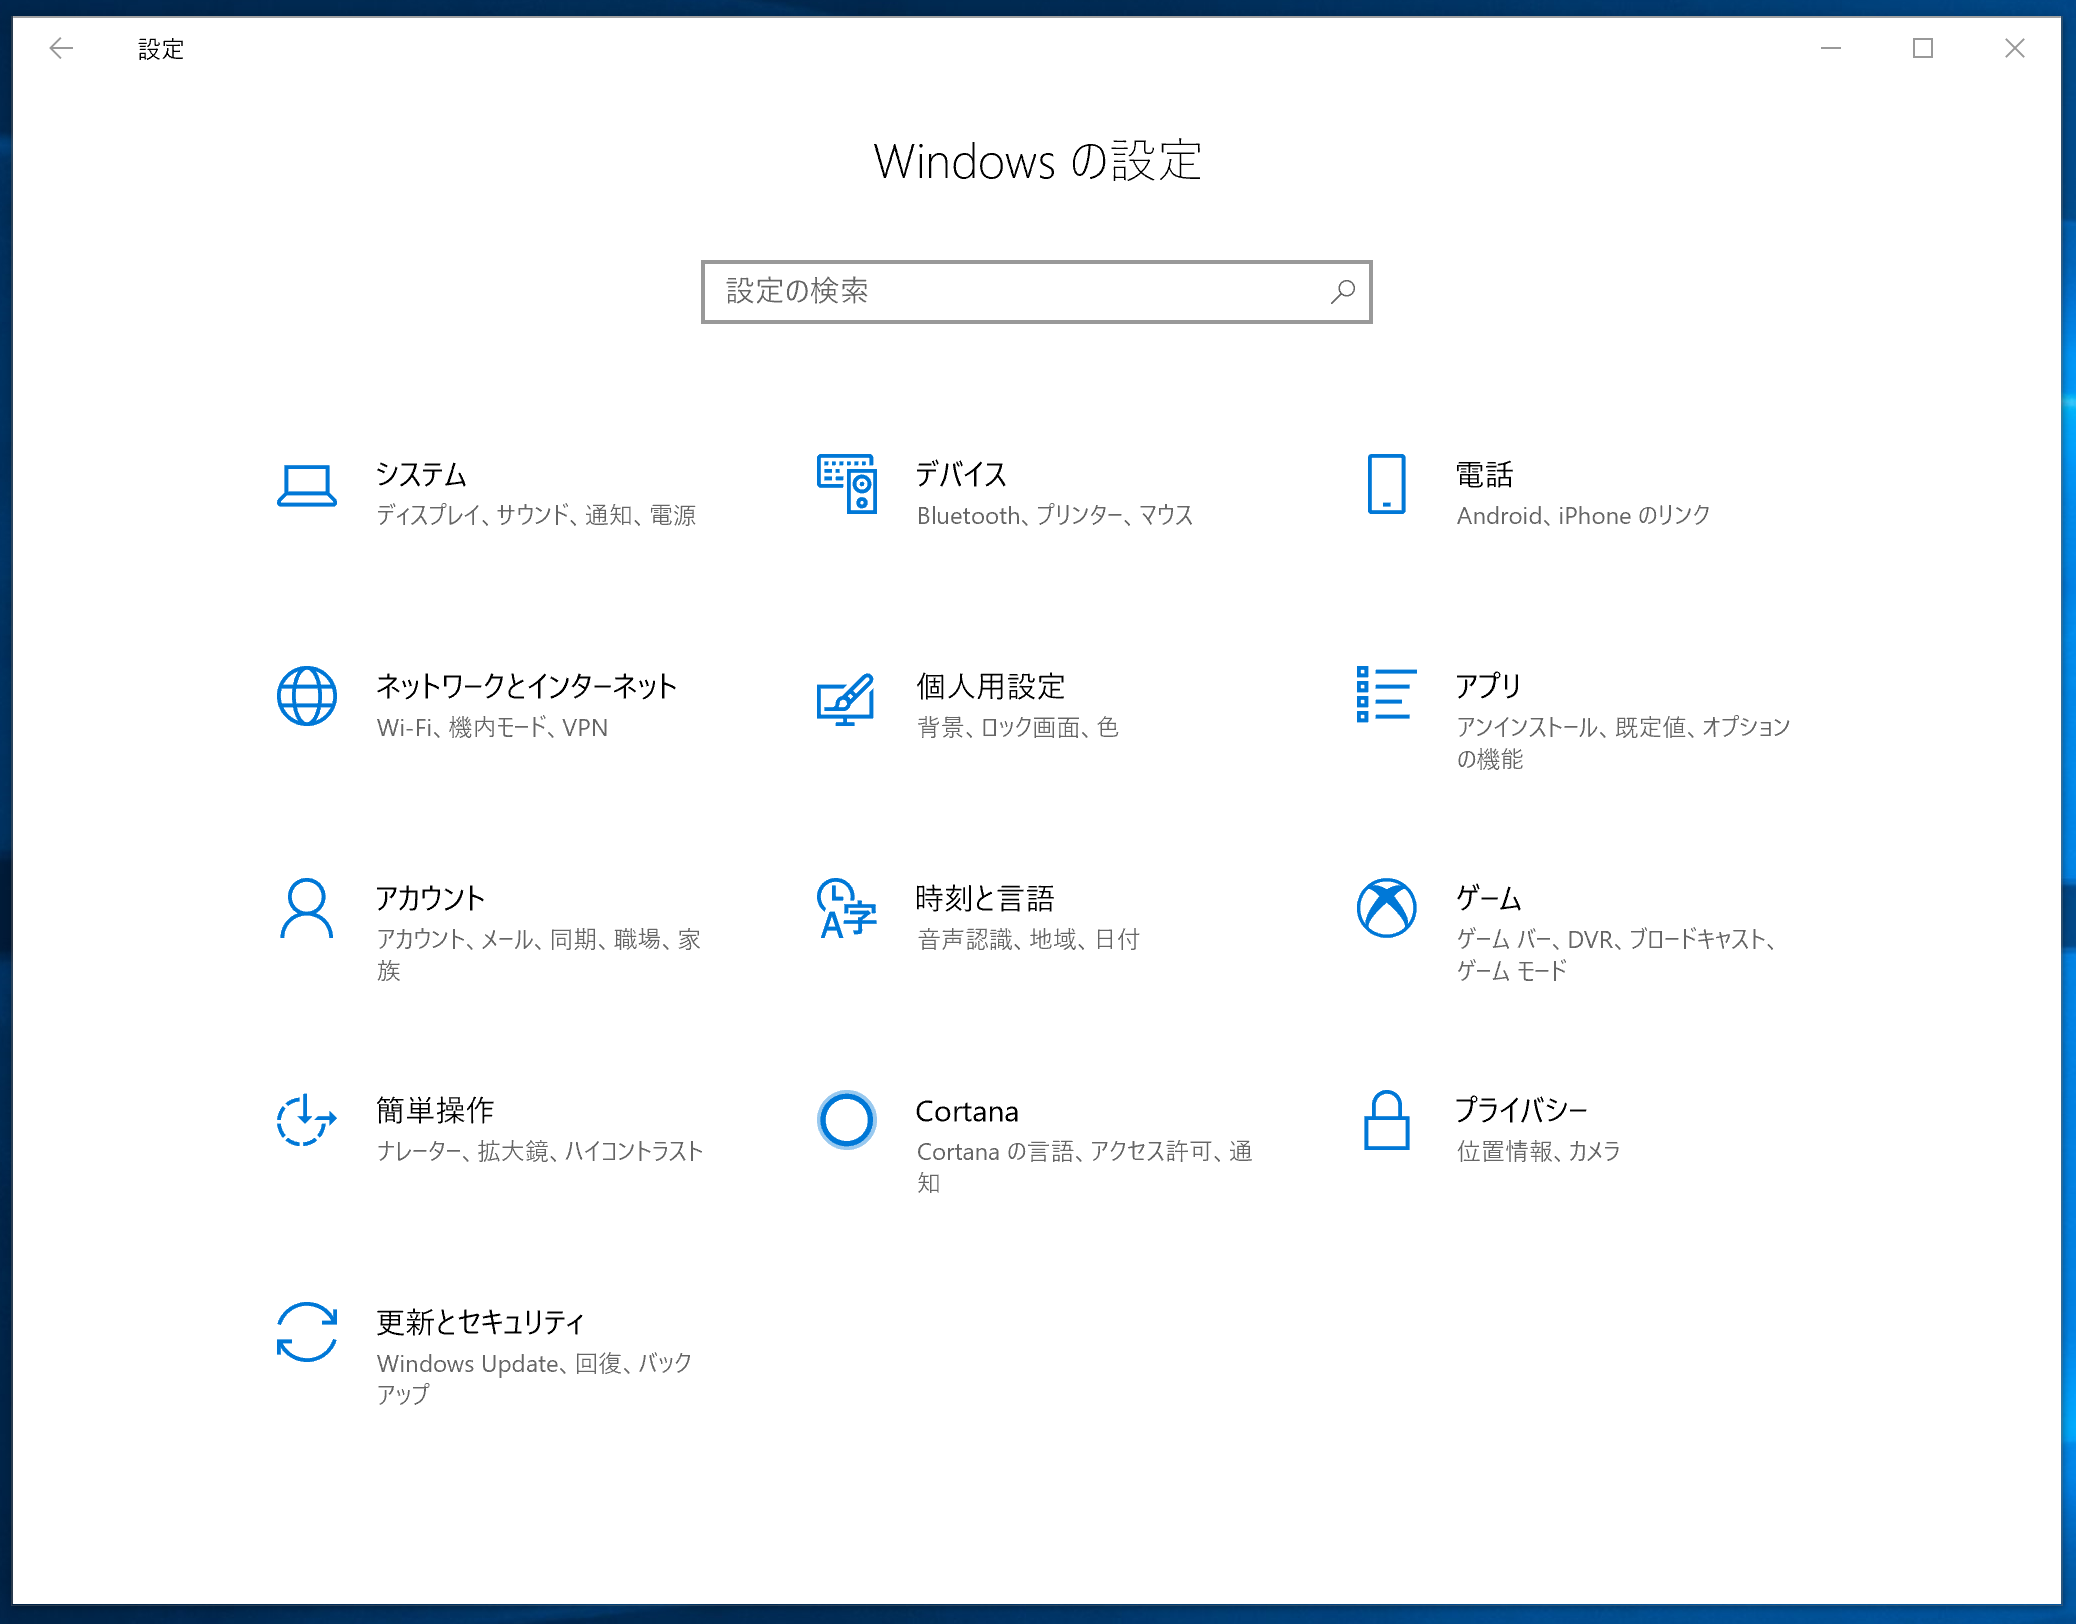 設定
Windows の設定
設定の検索
システム
ディスプレイ、サウンド、通知、電源
デバイス
Bluetooth、プリンター、マウス
電話
Android、iPhone のリンク
ネットワークとインターネット
Wi-Fi、機内モード、VPN
個人用設定
背景、ロック画面、色
アプリ
アンインストール、既定値、オプション
の機能
アカウント
アカウント、メール、同期、職場、家
族
時刻と言語
音声認識、地域、日付
ゲーム
ゲーム バー、DVR、ブロードキャスト、
ゲーム モード
簡単操作
ナレーター、拡大鏡、ハイコントラスト
Cortana
Cortana の言語、アクセス許可、通
知
プライバシー
位置情報、カメラ
更新とセキュリティ
Windows Update、回復、バック
アップ